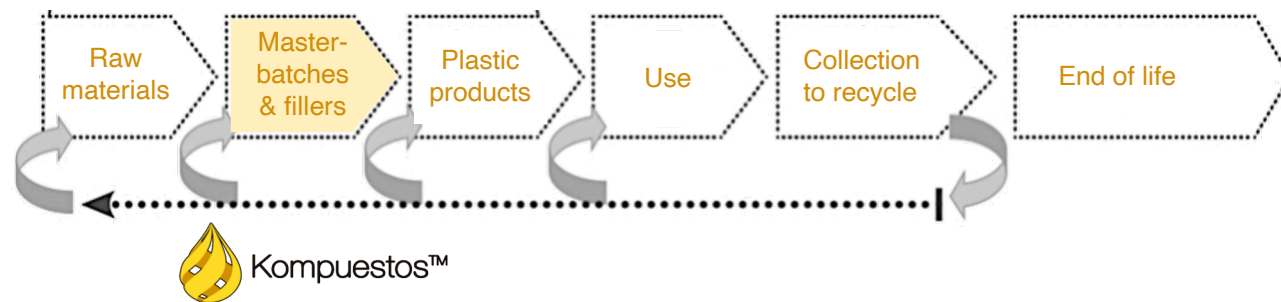 Raw
materials
Master-
batches
& fillers
Plastic
products
Use
Collection
to recycle
End of life
Kompuestos™